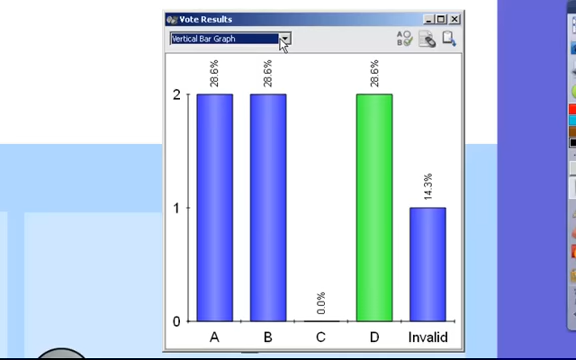 Vote Results
Vertical Bar Graph
A
B
28.6%
28.6%
0.0%
28.6%
14.3%
2
1
0
A
B
C
D
Invalid